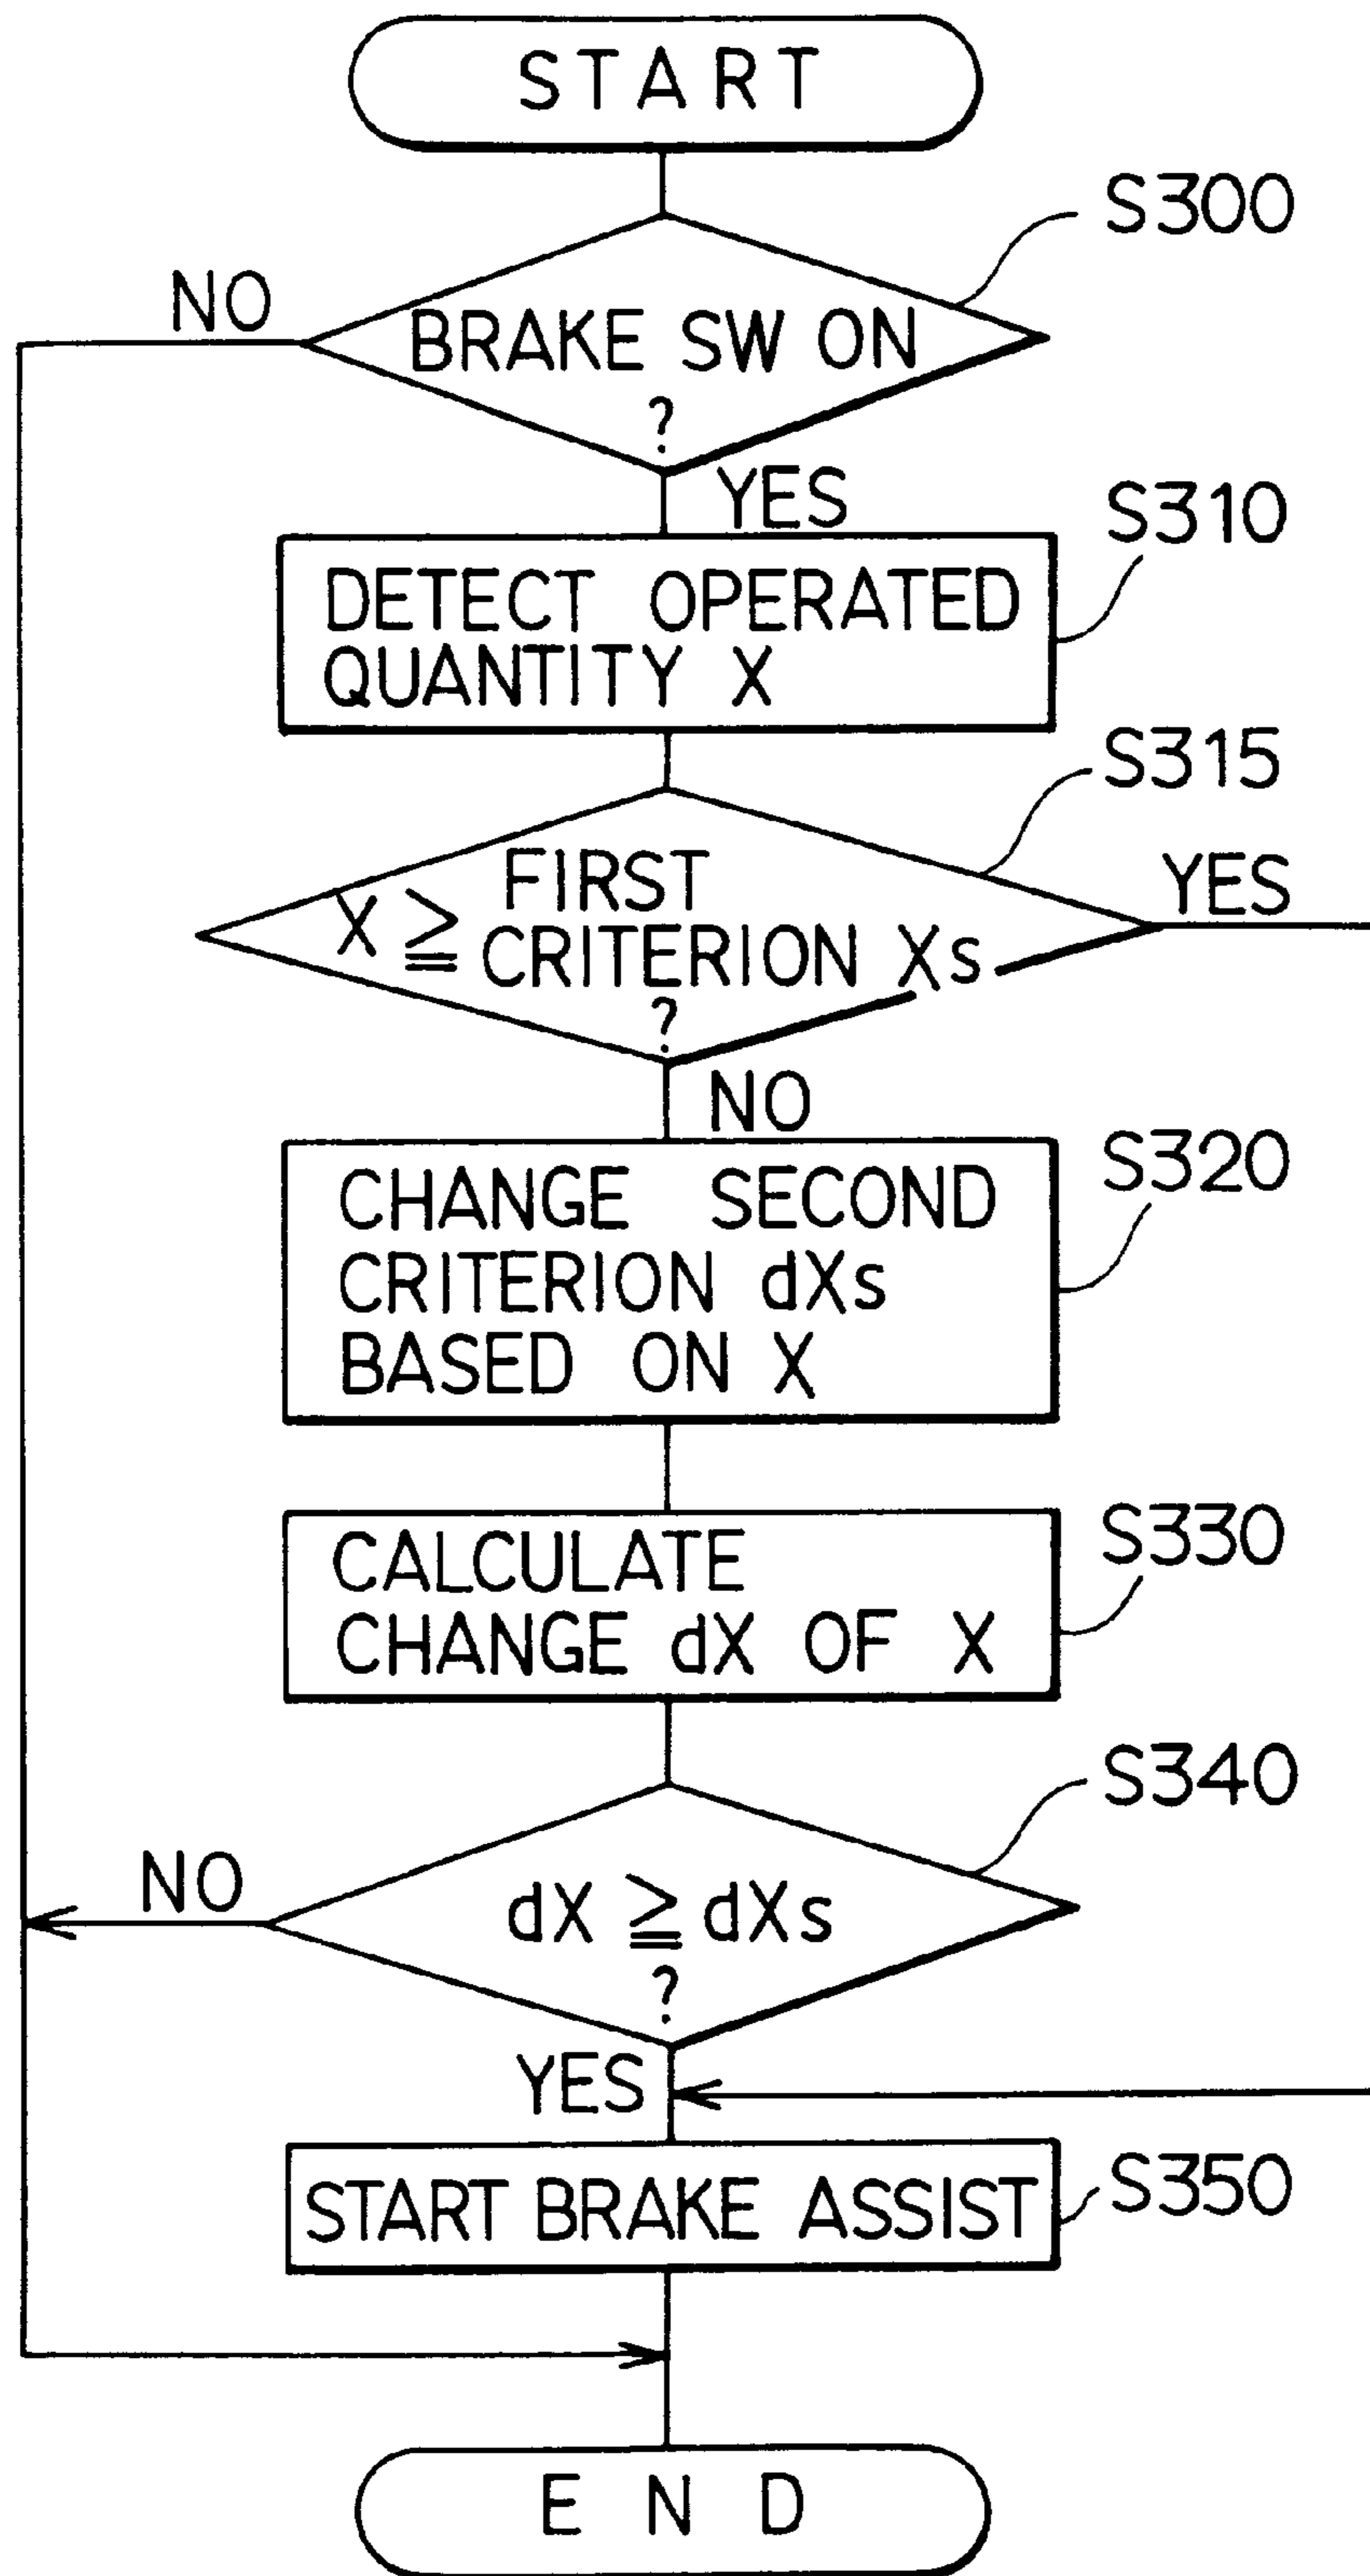 START
S300
NO
BRAKE SW ON
?
YES
S310
DETECT OPERATED
QUANTITY X
S315
YES
FIRST
X ≧
CRITERION Xs
?
NO
S320
CHANGE SECOND
CRITERION dXs
BASED ON X
S330
CALCULATE
CHANGE dX OF X
S340
NO
dX ≧ dXs
?
YES
START BRAKE ASSIST
S350
END